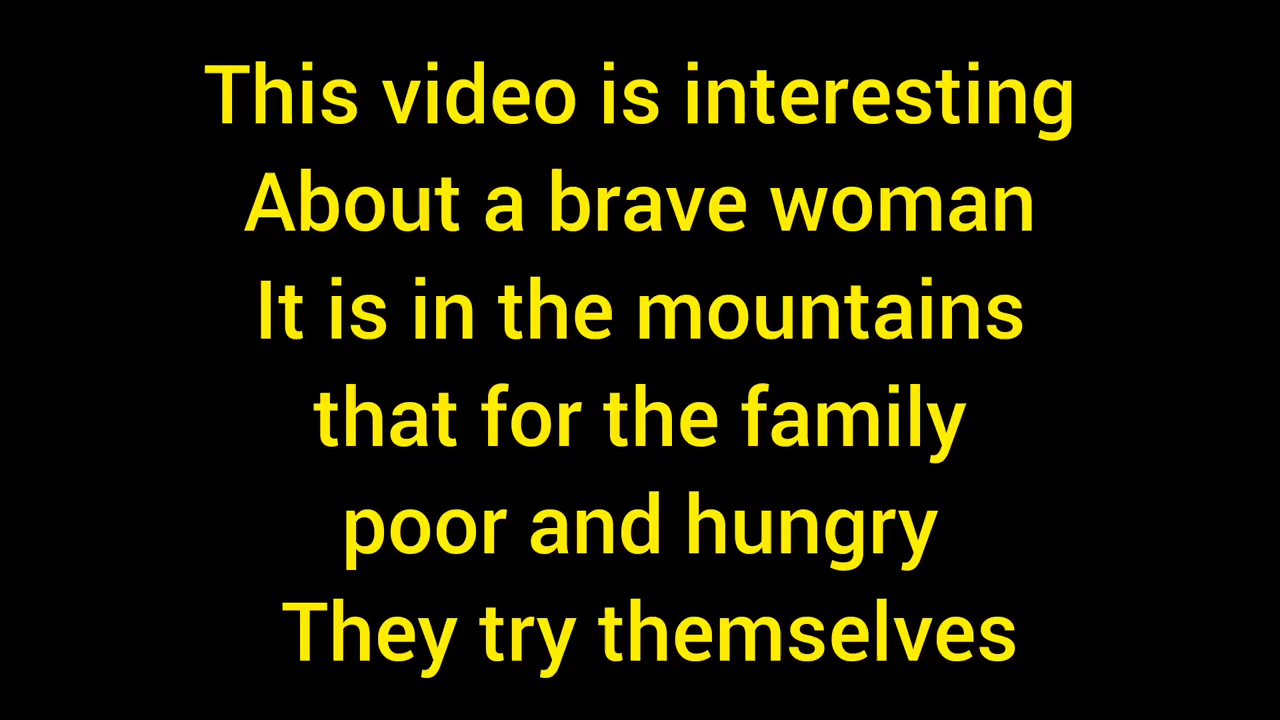 This video is interesting
About a brave woman
It is in the mountains
that for the family
poor and hungry
They try themselves